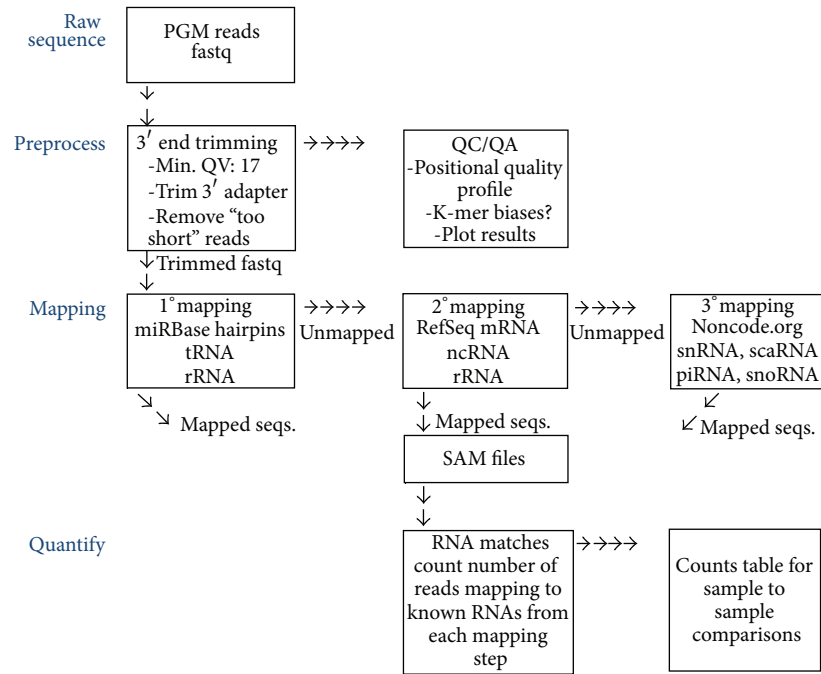 Raw
sequence
PGM reads
fastq
Preprocess
3′ end trimming
-Min. QV: 17
-Trim 3′ adapter
-Remove “too
short” reads
QC/QA
-Positional quality
profile
-K-mer biases?
-Plot results
Trimmed fastq
Mapping
1° mapping
miRBase hairpins
tRNA
rRNA
Unmapped
2° mapping
RefSeq mRNA
ncRNA
rRNA
Unmapped
3° mapping
Noncode.org
snRNA, scaRNA
piRNA, snoRNA
Mapped seqs.
Mapped seqs.
Mapped seqs.
SAM files
Quantify
RNA matches
count number of
reads mapping to
known RNAs from
each mapping
step
Counts table for
sample to
sample
comparisons